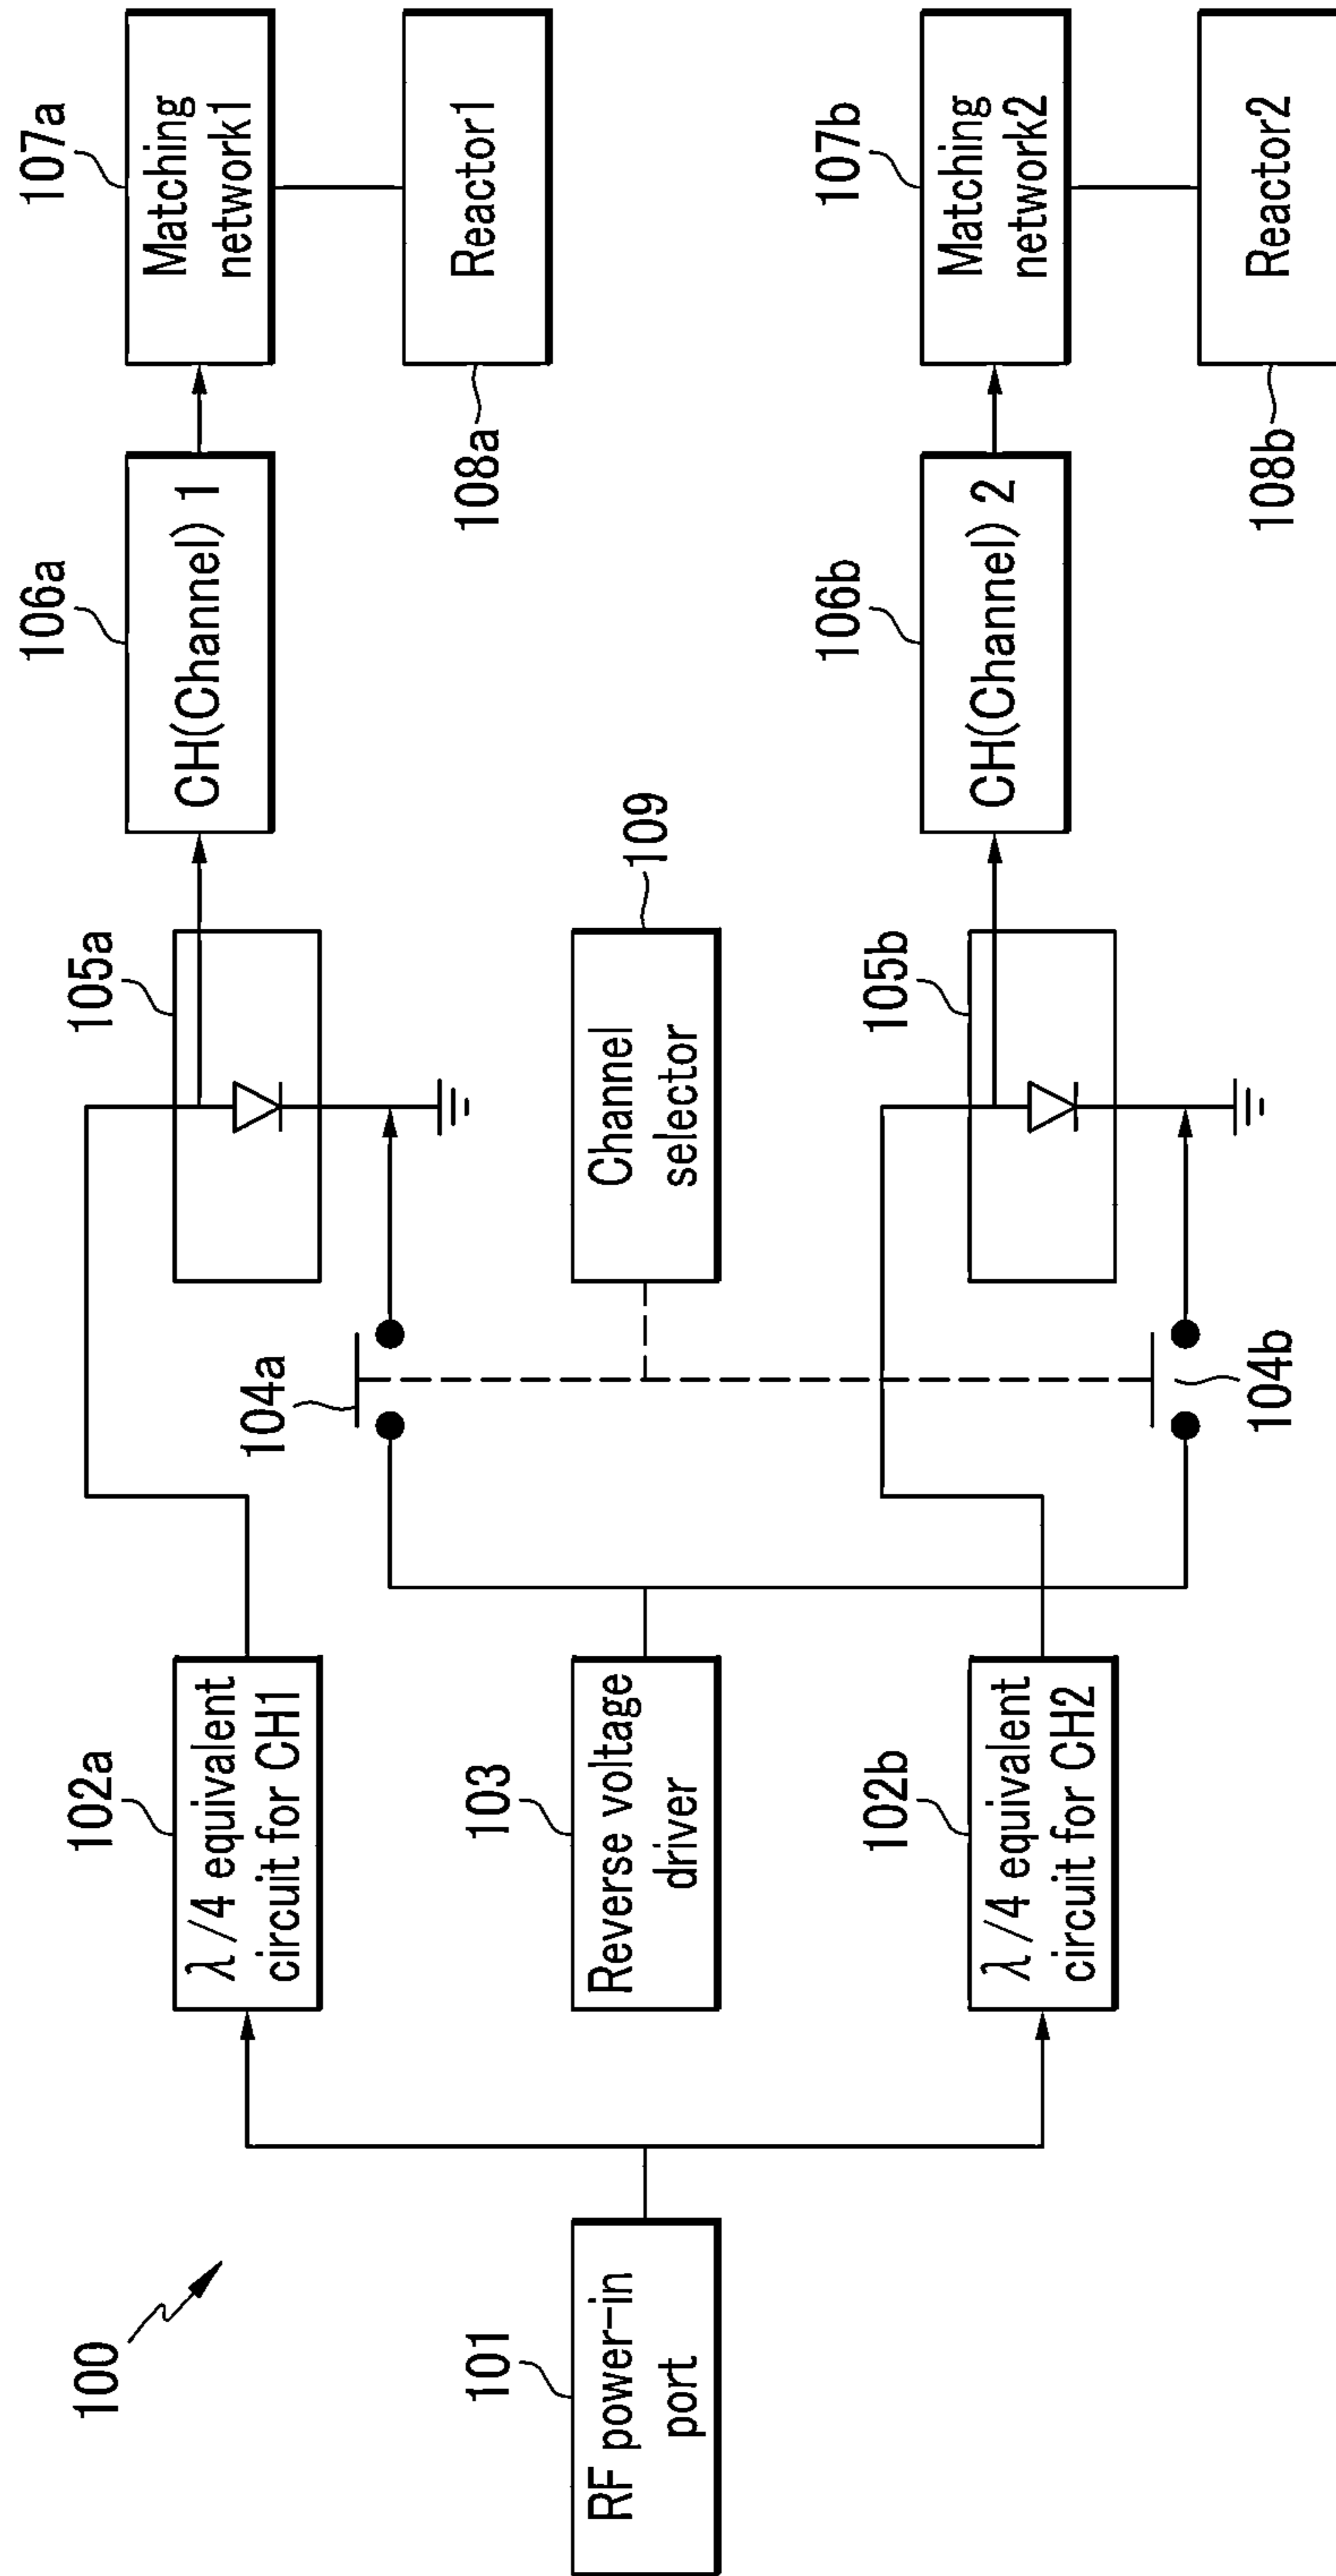 100
101
RF power-in
port
102a
λ/4 equivalent
circuit for CH1
103
Reverse voltage
driver
102b
λ/4 equivalent
circuit for CH2
104a
104b
105a
109
Channel
selector
105b
106a
CH(Channel) 1
106b
CH(Channel) 2
107a
Matching
network1
108a
Reactor1
107b
Matching
network2
108b
Reactor2